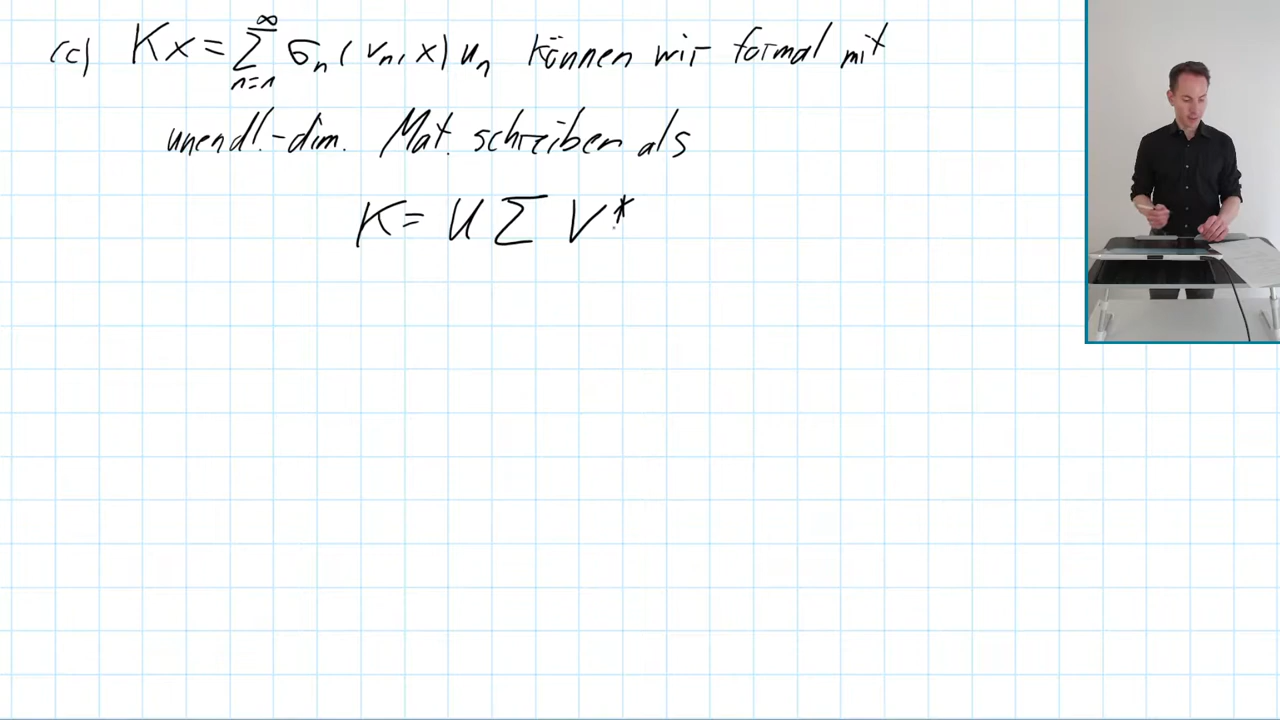 (c) Kx = ∑_{n=1}^{∞} σ_n (v_n, x) u_n können wir formal mit
unendl.-dim. Mat. schreiben als
K = U Σ V*